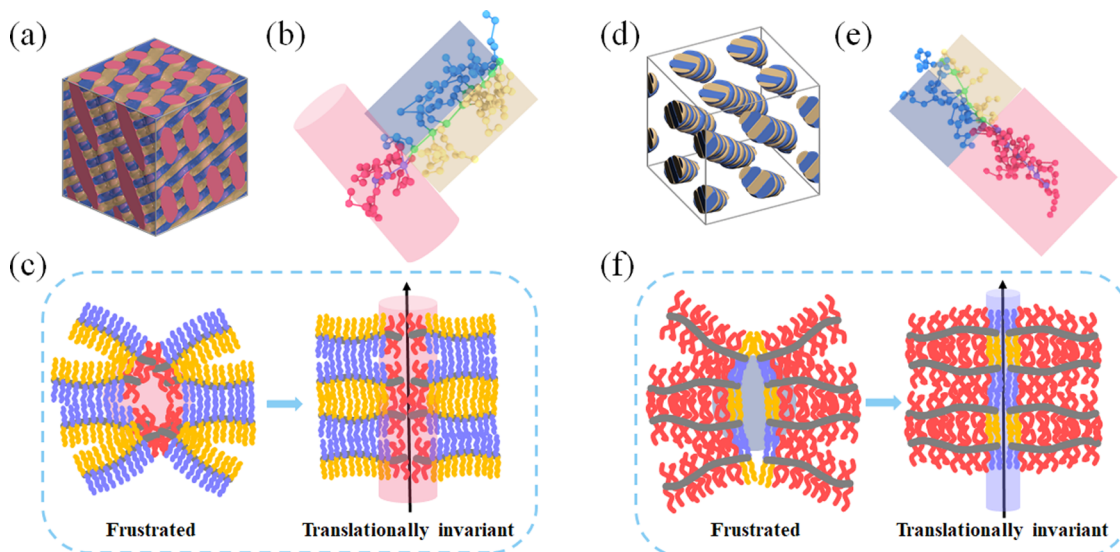 (a)
(b)
(d)
(e)
(c)
Frustrated
Translationally invariant
(f)
Frustrated
Translationally invariant